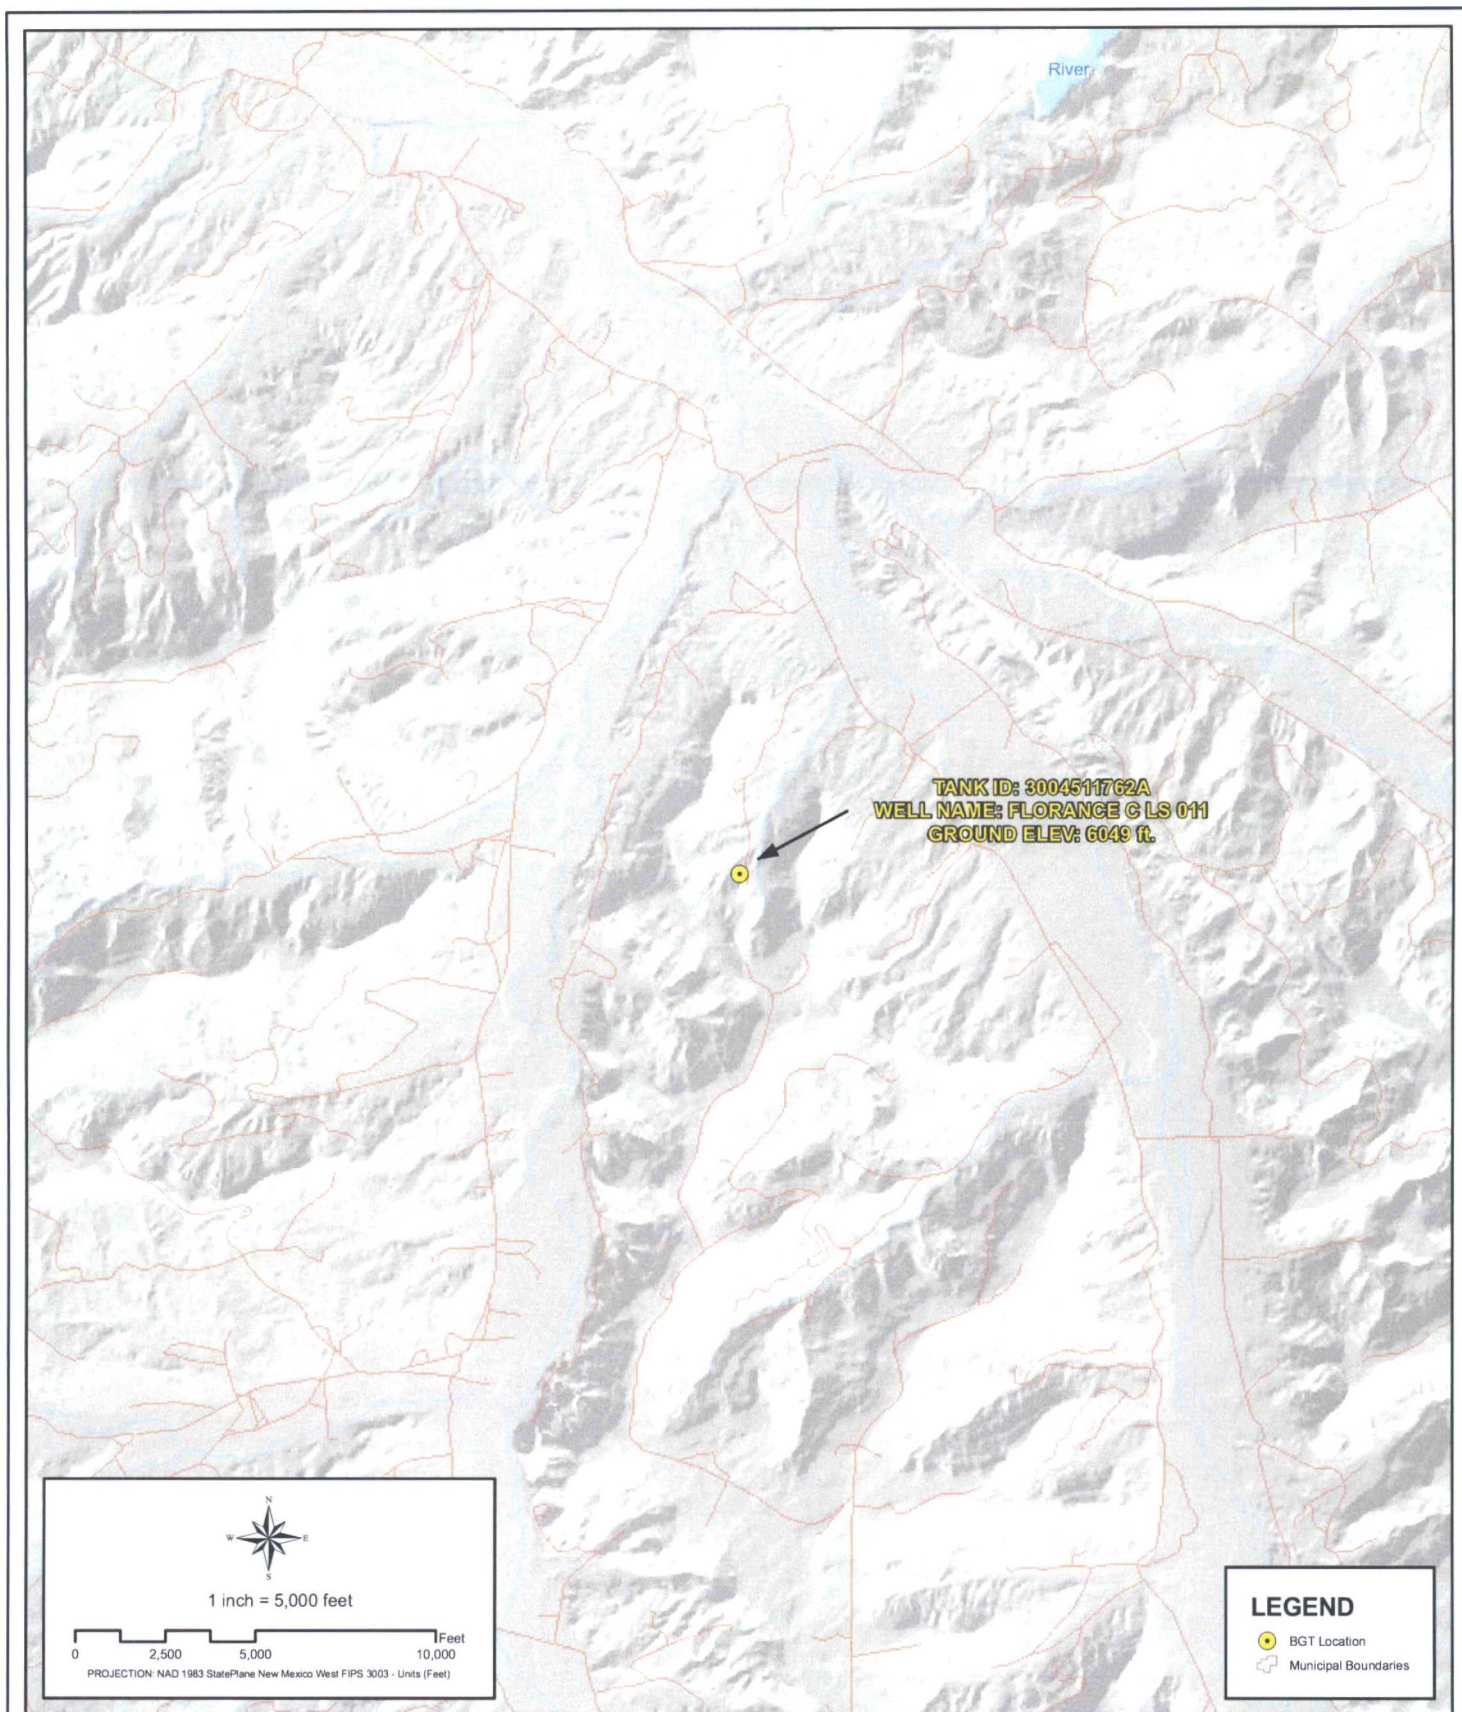 River
TANK ID: 3004511762A
WELL NAME: FLORANCE C LS 011
GROUND ELEV: 6049 ft.
N
W E
S
1 inch = 5,000 feet
Feet
0 2,500 5,000 10,000
PROJECTION: NAD 1983 StatePlane New Mexico West FIPS 3003 - Units (Feet)
LEGEND
BGT Location
Municipal Boundaries